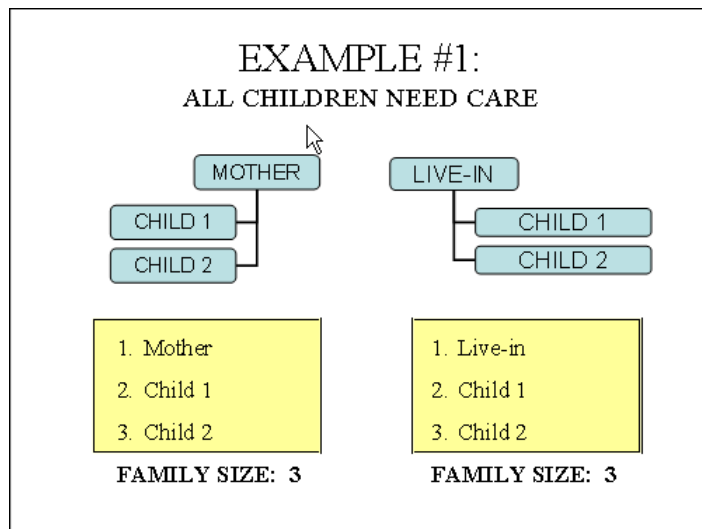 EXAMPLE #1:
ALL CHILDREN NEED CARE
MOTHER
CHILD 1
CHILD 2
LIVE-IN
CHILD 1
CHILD 2
1. Mother
2. Child 1
3. Child 2
FAMILY SIZE: 3
1. Live-in
2. Child 1
3. Child 2
FAMILY SIZE: 3